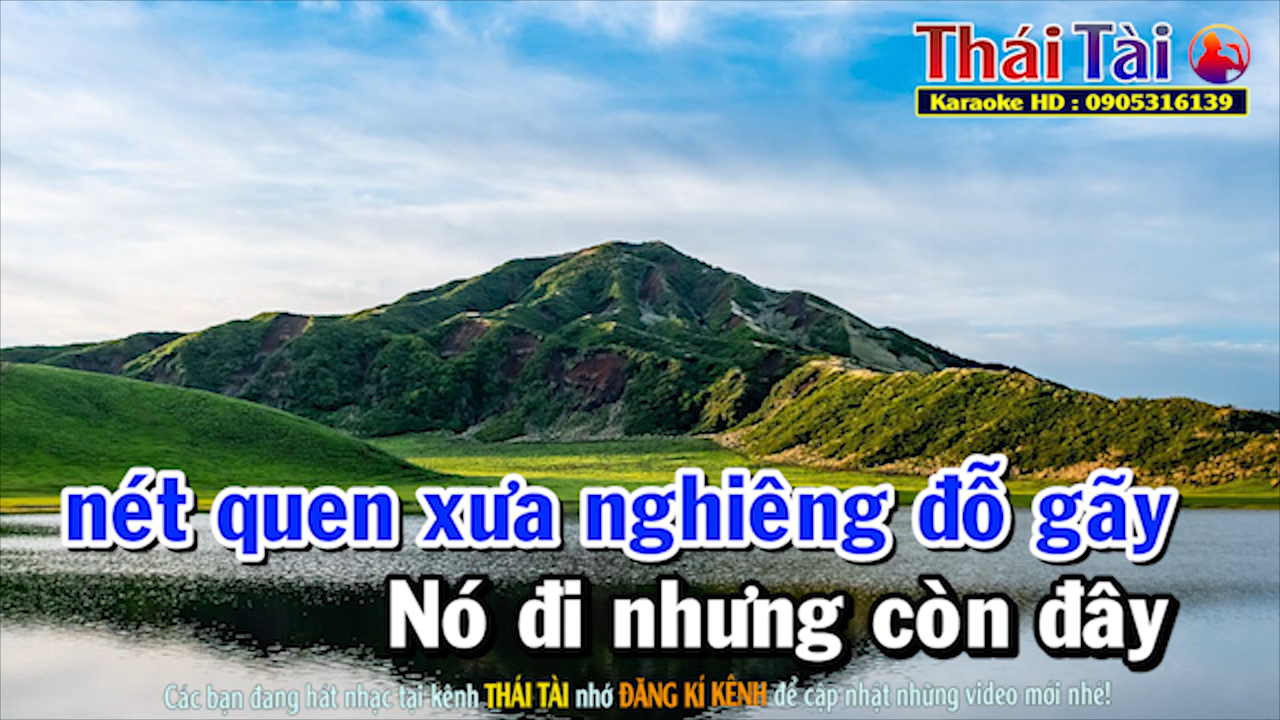 Thái Tài
Karaoke HD : 0905316139
nét quen xưa nghiêng đỗ gãy
Nó đi nhưng còn đây
Các bạn đang hát nhạc tại kênh THÁI TÀI nhớ ĐĂNG KÍ KÊNH để cập nhật những video mới nhé!